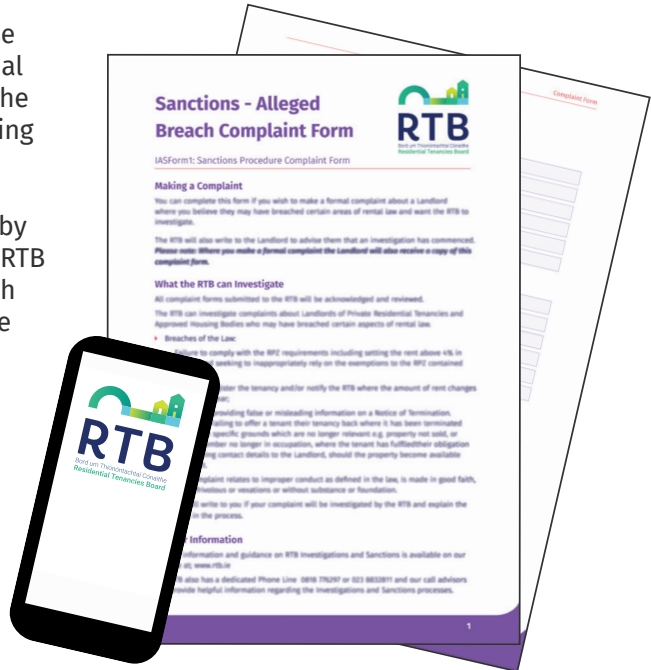 e
al
he
ing
by
RTB
h
e
Complaint Form
Sanctions - Alleged
Breach Complaint Form
RTB
Bord um Thionóntachtaí Cónaithe
Residential Tenancies Board
IASForm1: Sanctions Procedure Complaint Form
Making a Complaint
You can complete this form if you wish to make a formal complaint about a Landlord
where you believe they may have breached certain areas of rental law and want the RTB to
investigate.
The RTB will also write to the Landlord to advise them that an investigation has commenced.
Please note: Where you make a formal complaint the Landlord will also receive a copy of this
complaint form.
What the RTB can Investigate
All complaint forms submitted to the RTB will be acknowledged and reviewed.
The RTB can investigate complaints about Landlords of Private Residential Tenancies and
Approved Housing Bodies who may have breached certain aspects of rental law.
Breaches of the Law:
Failure to comply with the RPZ requirements including setting the rent above 4% in
seeking to inappropriately rely on the exemptions to the RPZ contained
ster the tenancy and/or notify the RTB where the amount of rent changes
roviding false or misleading information on a Notice of Termination.
ailing to offer a tenant their tenancy back where it has been terminated
specific grounds which are no longer relevant e.g. property not sold, or
mber no longer in occupation, where the tenant has fulfilledtheir obligation
ng contact details to the Landlord, should the property become available
mplaint relates to improper conduct as defined in the law, is made in good faith,
rivolous or vexatious or without substance or foundation.
ll write to you if your complaint will be investigated by the RTB and explain the
in the process.
r Information
information and guidance on RTB Investigations and Sanctions is available on our
at; www.rtb.ie
B also has a dedicated Phone Line 0818 776297 or 023 8832811 and our call advisors
rovide helpful information regarding the Investigations and Sanctions processes.
1
RTB
Bord um Thionóntachtaí Cónaithe
Residential Tenancies Board